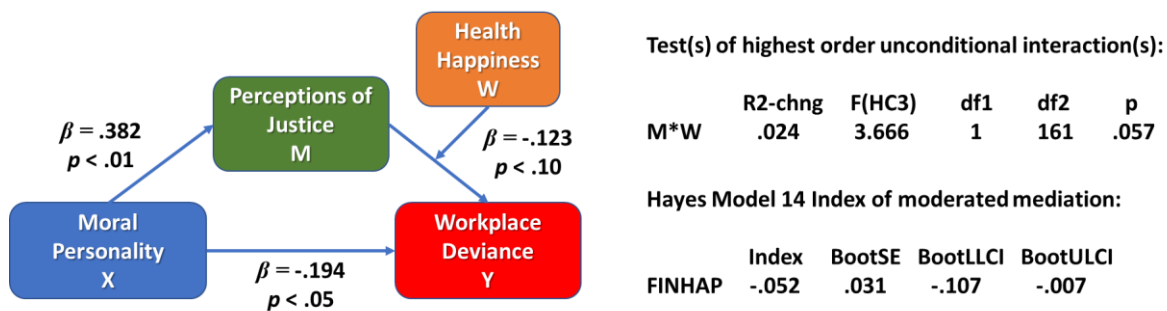 Health
Happiness
W
Perceptions of
Justice
M
β = .382
p < .01
β = -.123
p < .10
Moral
Personality
X
Workplace
Deviance
Y
β = -.194
p < .05
Test(s) of highest order unconditional interaction(s):
R2-chng F(HC3) df1 df2 p
M*W .024 3.666 1 161 .057
Hayes Model 14 Index of moderated mediation:
Index BootSE BootLLCI BootULCI
FINHAP -.052 .031 -.107 -.007